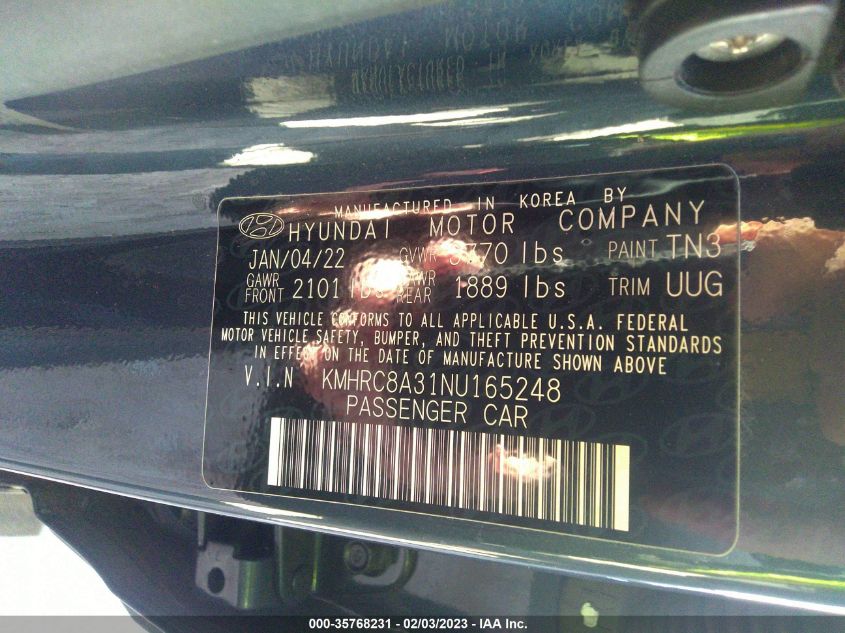 MANUFACTURED IN KOREA BY
HYUNDAI MOTOR COMPANY
JAN/04/22 GVWR 3770 lbs PAINT TN3
GAWR FRONT 2101 lbs GAWR REAR 1889 lbs TRIM UUG
THIS VEHICLE CONFORMS TO ALL APPLICABLE U.S.A. FEDERAL
MOTOR VEHICLE SAFETY, BUMPER, AND THEFT PREVENTION STANDARDS
IN EFFECT ON THE DATE OF MANUFACTURE SHOWN ABOVE
V.I.N KMHRC8A31NU165248
PASSENGER CAR
000-35768231 - 02/03/2023 - IAA Inc.